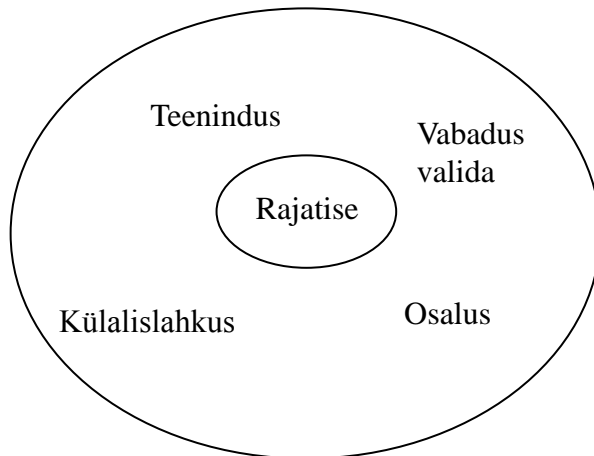 Teenindus
Vabadus
valida
Rajatise
Külalislahkus
Osalus